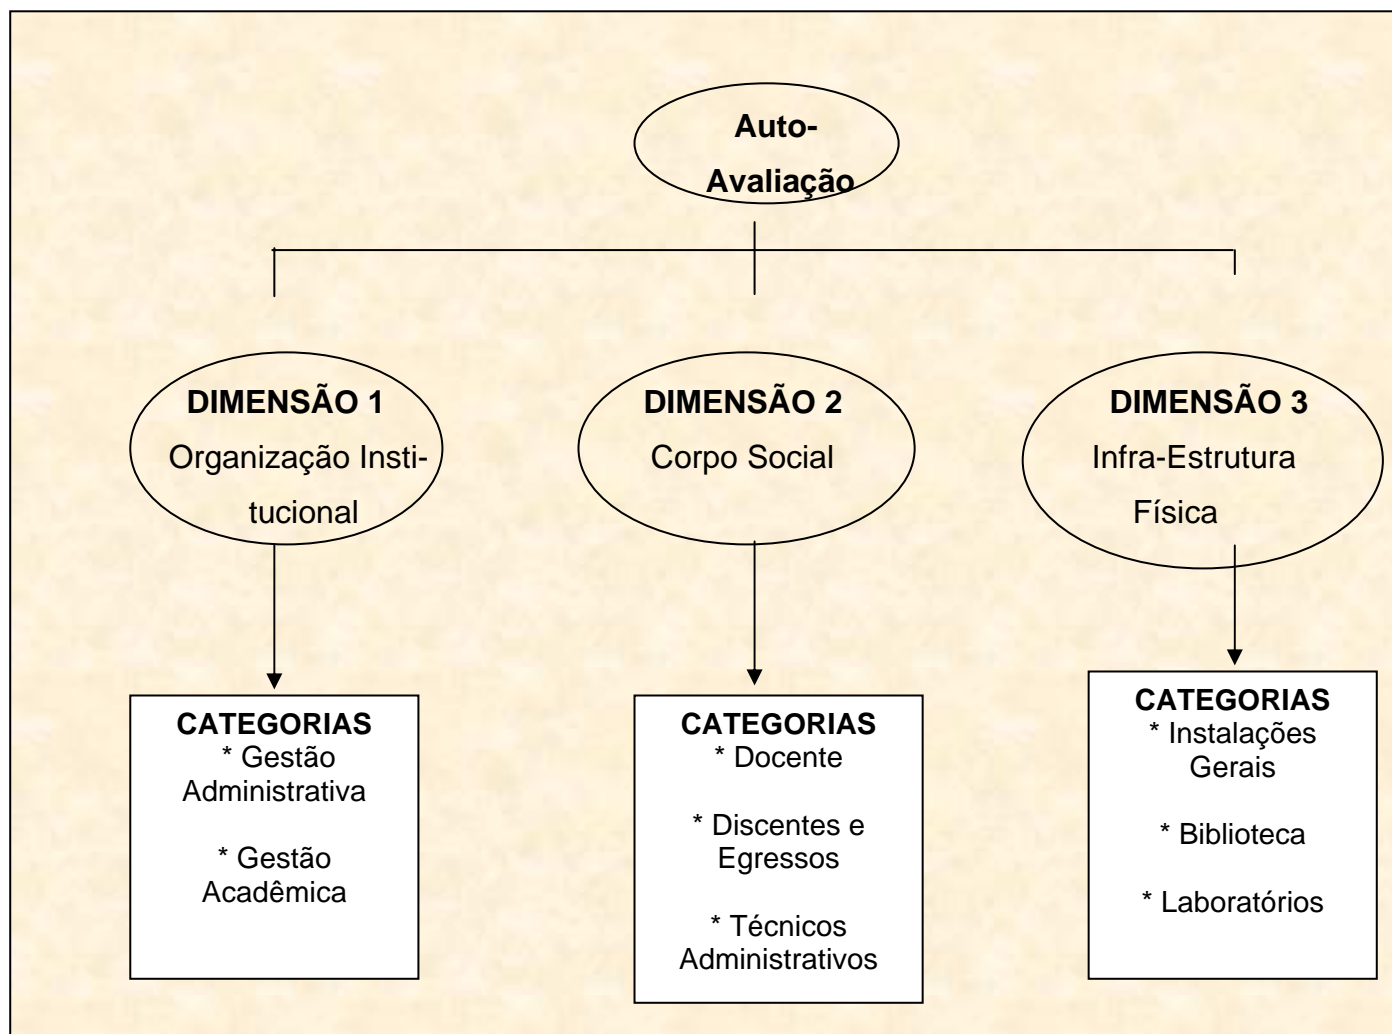 Auto-
Avaliação
DIMENSÃO 1
Organização Insti-
tucional
DIMENSÃO 2
Corpo Social
DIMENSÃO 3
Infra-Estrutura
Física
CATEGORIAS
* Gestão
Administrativa
* Gestão
Acadêmica
CATEGORIAS
* Docente
* Discentes e
Egressos
* Técnicos
Administrativos
CATEGORIAS
* Instalações
Gerais
* Biblioteca
* Laboratórios